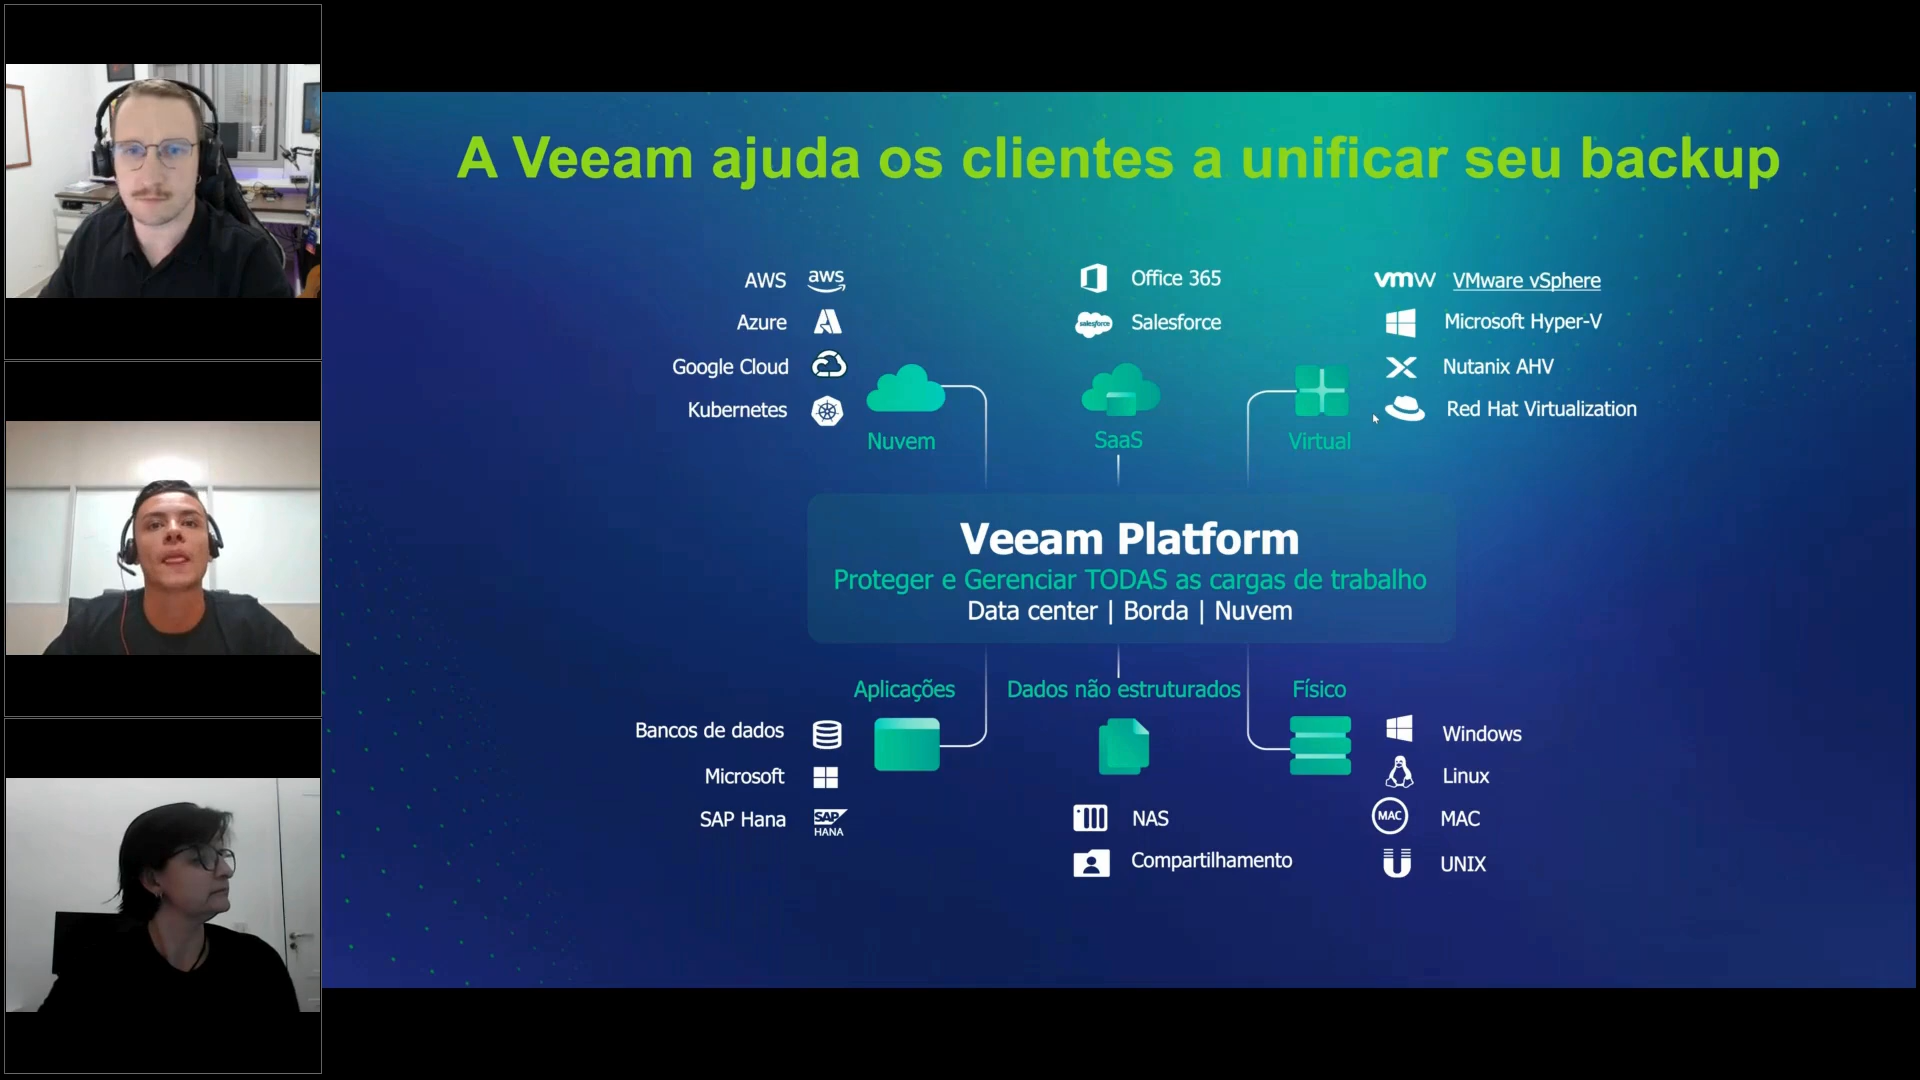 A Veeam ajuda os clientes a unificar seu backup
AWS aws
Azure
Google Cloud
Kubernetes
Nuvem
Office 365
salesforce Salesforce
SaaS
vmw VMware vSphere
Microsoft Hyper-V
Nutanix AHV
Red Hat Virtualization
Virtual
Veeam Platform
Proteger e Gerenciar TODAS as cargas de trabalho
Data center | Borda | Nuvem
Aplicações
Bancos de dados
Microsoft
SAP Hana SAP HANA
Dados não estruturados
NAS
Compartilhamento
Físico
Windows
Linux
MAC MAC
UNIX